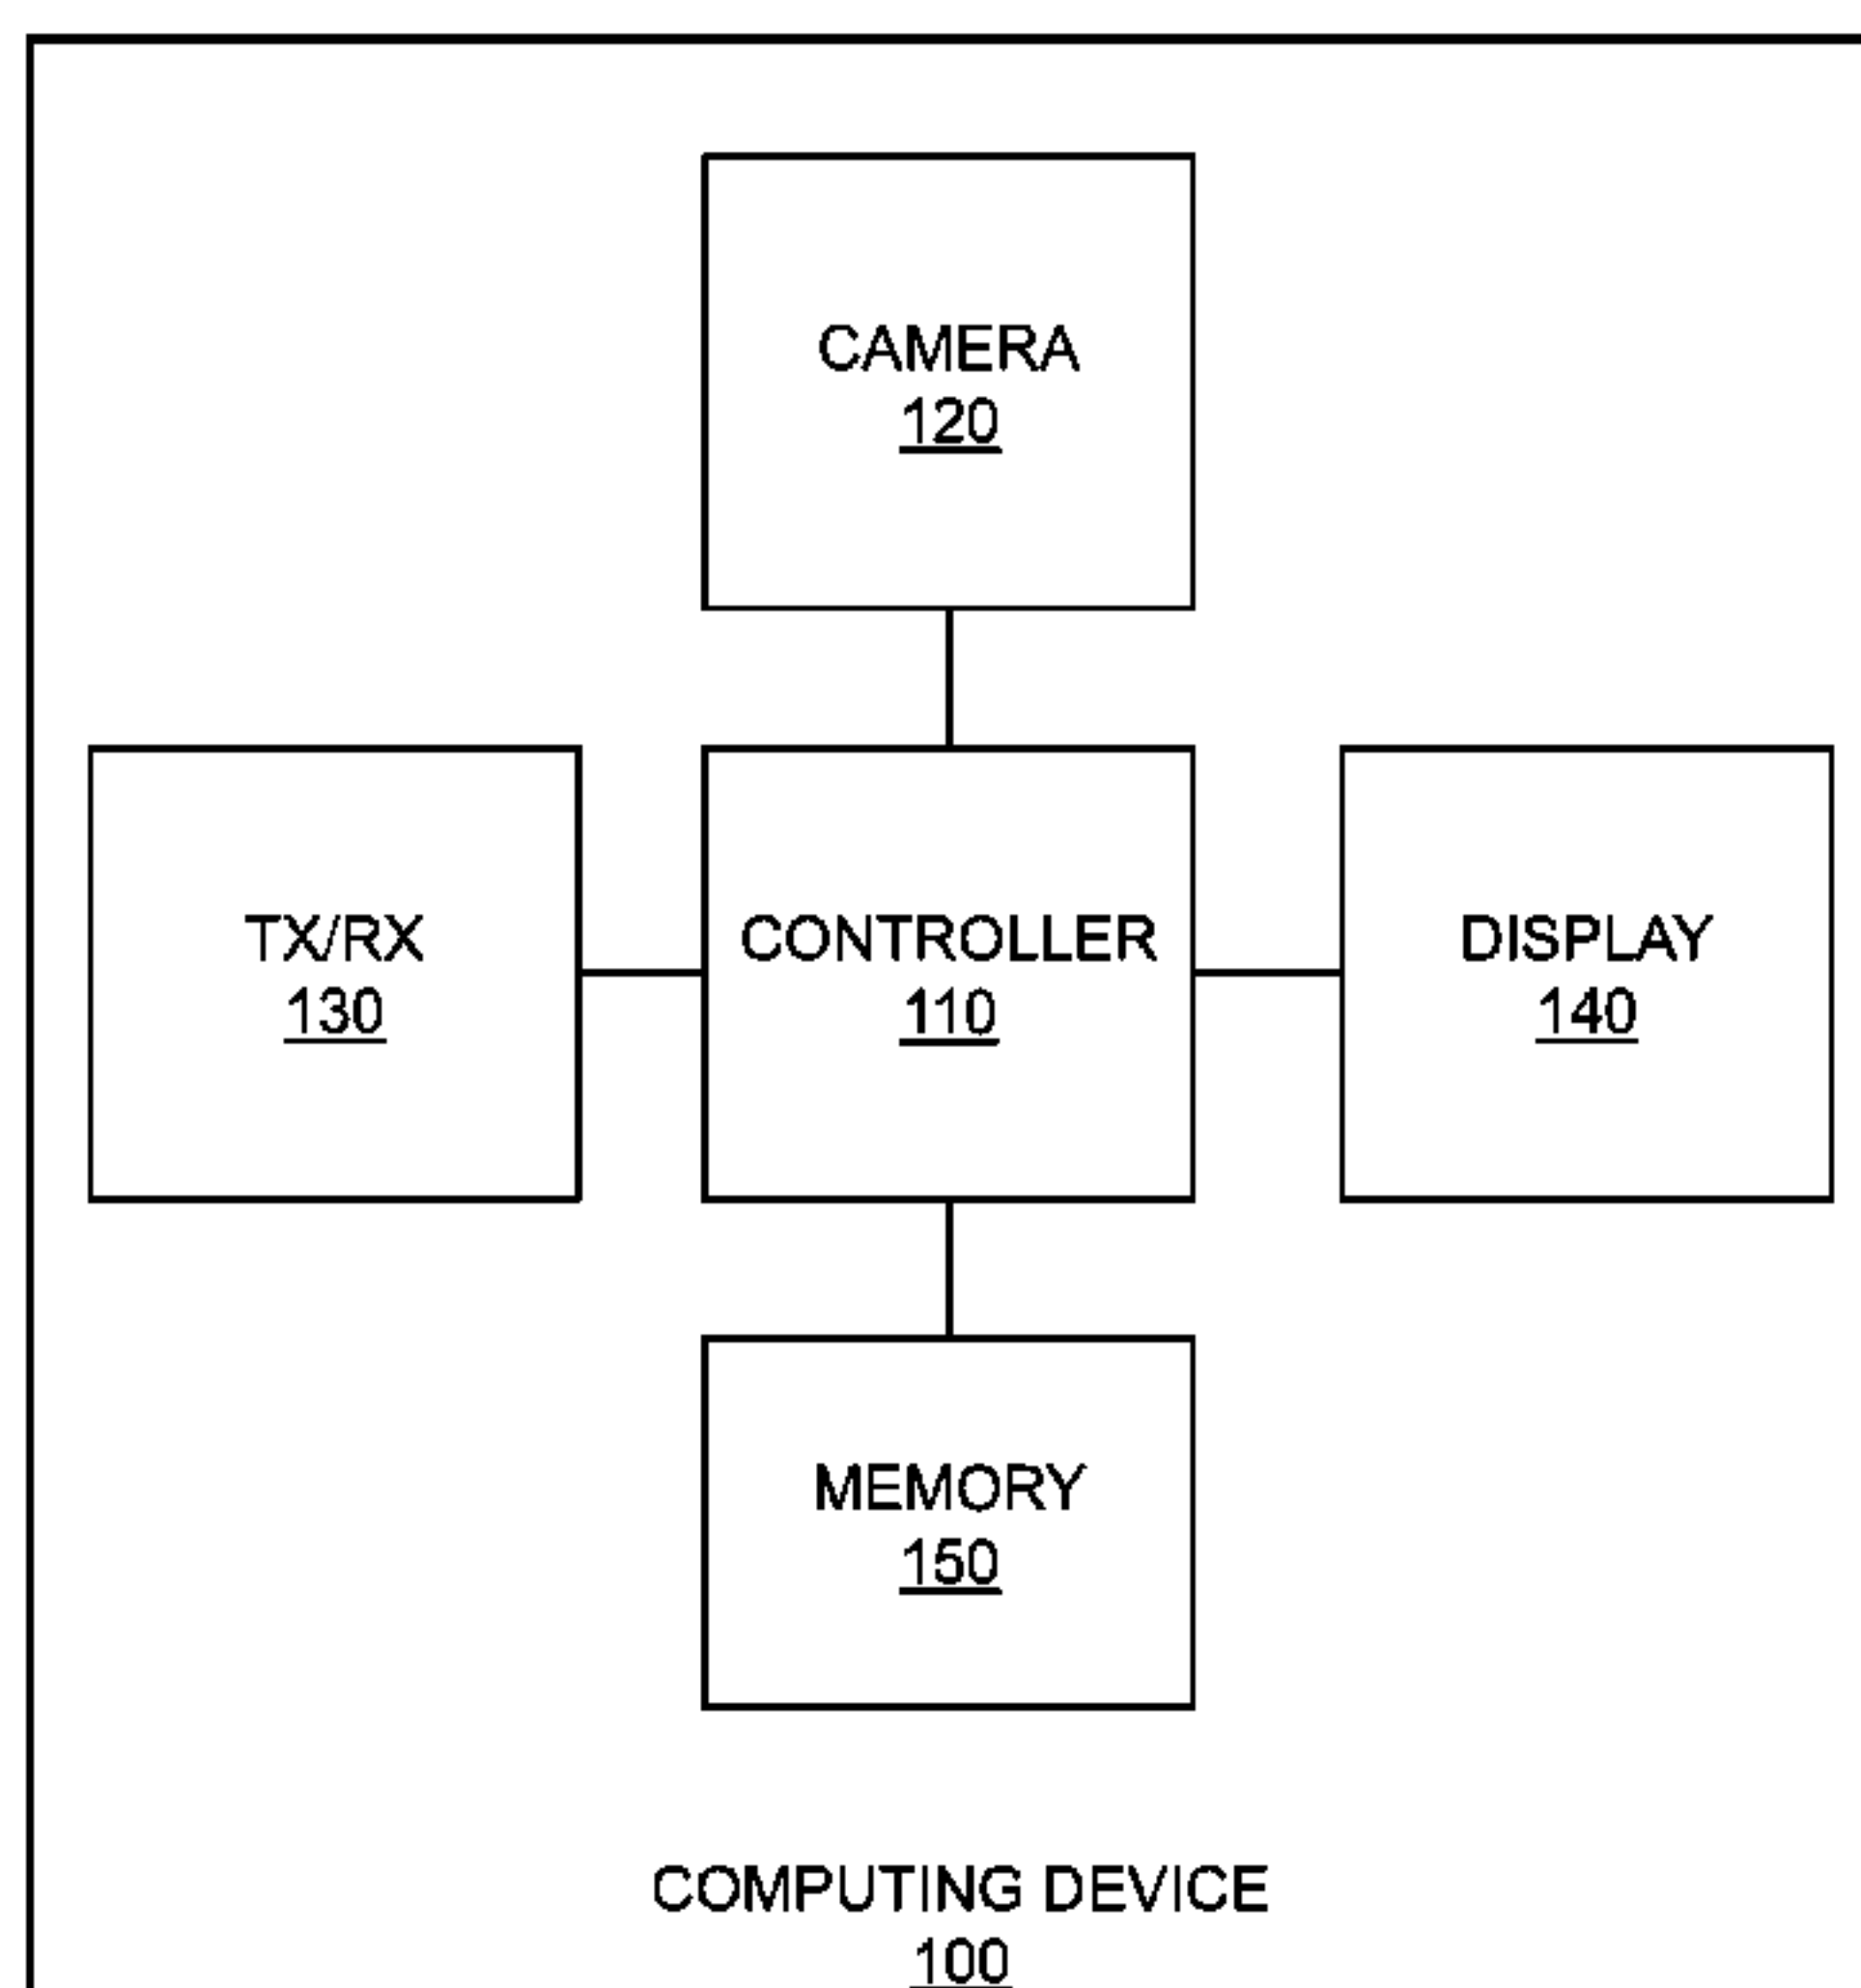 CAMERA
120
TX/RX
130
CONTROLLER
110
DISPLAY
140
MEMORY
150
COMPUTING DEVICE
100